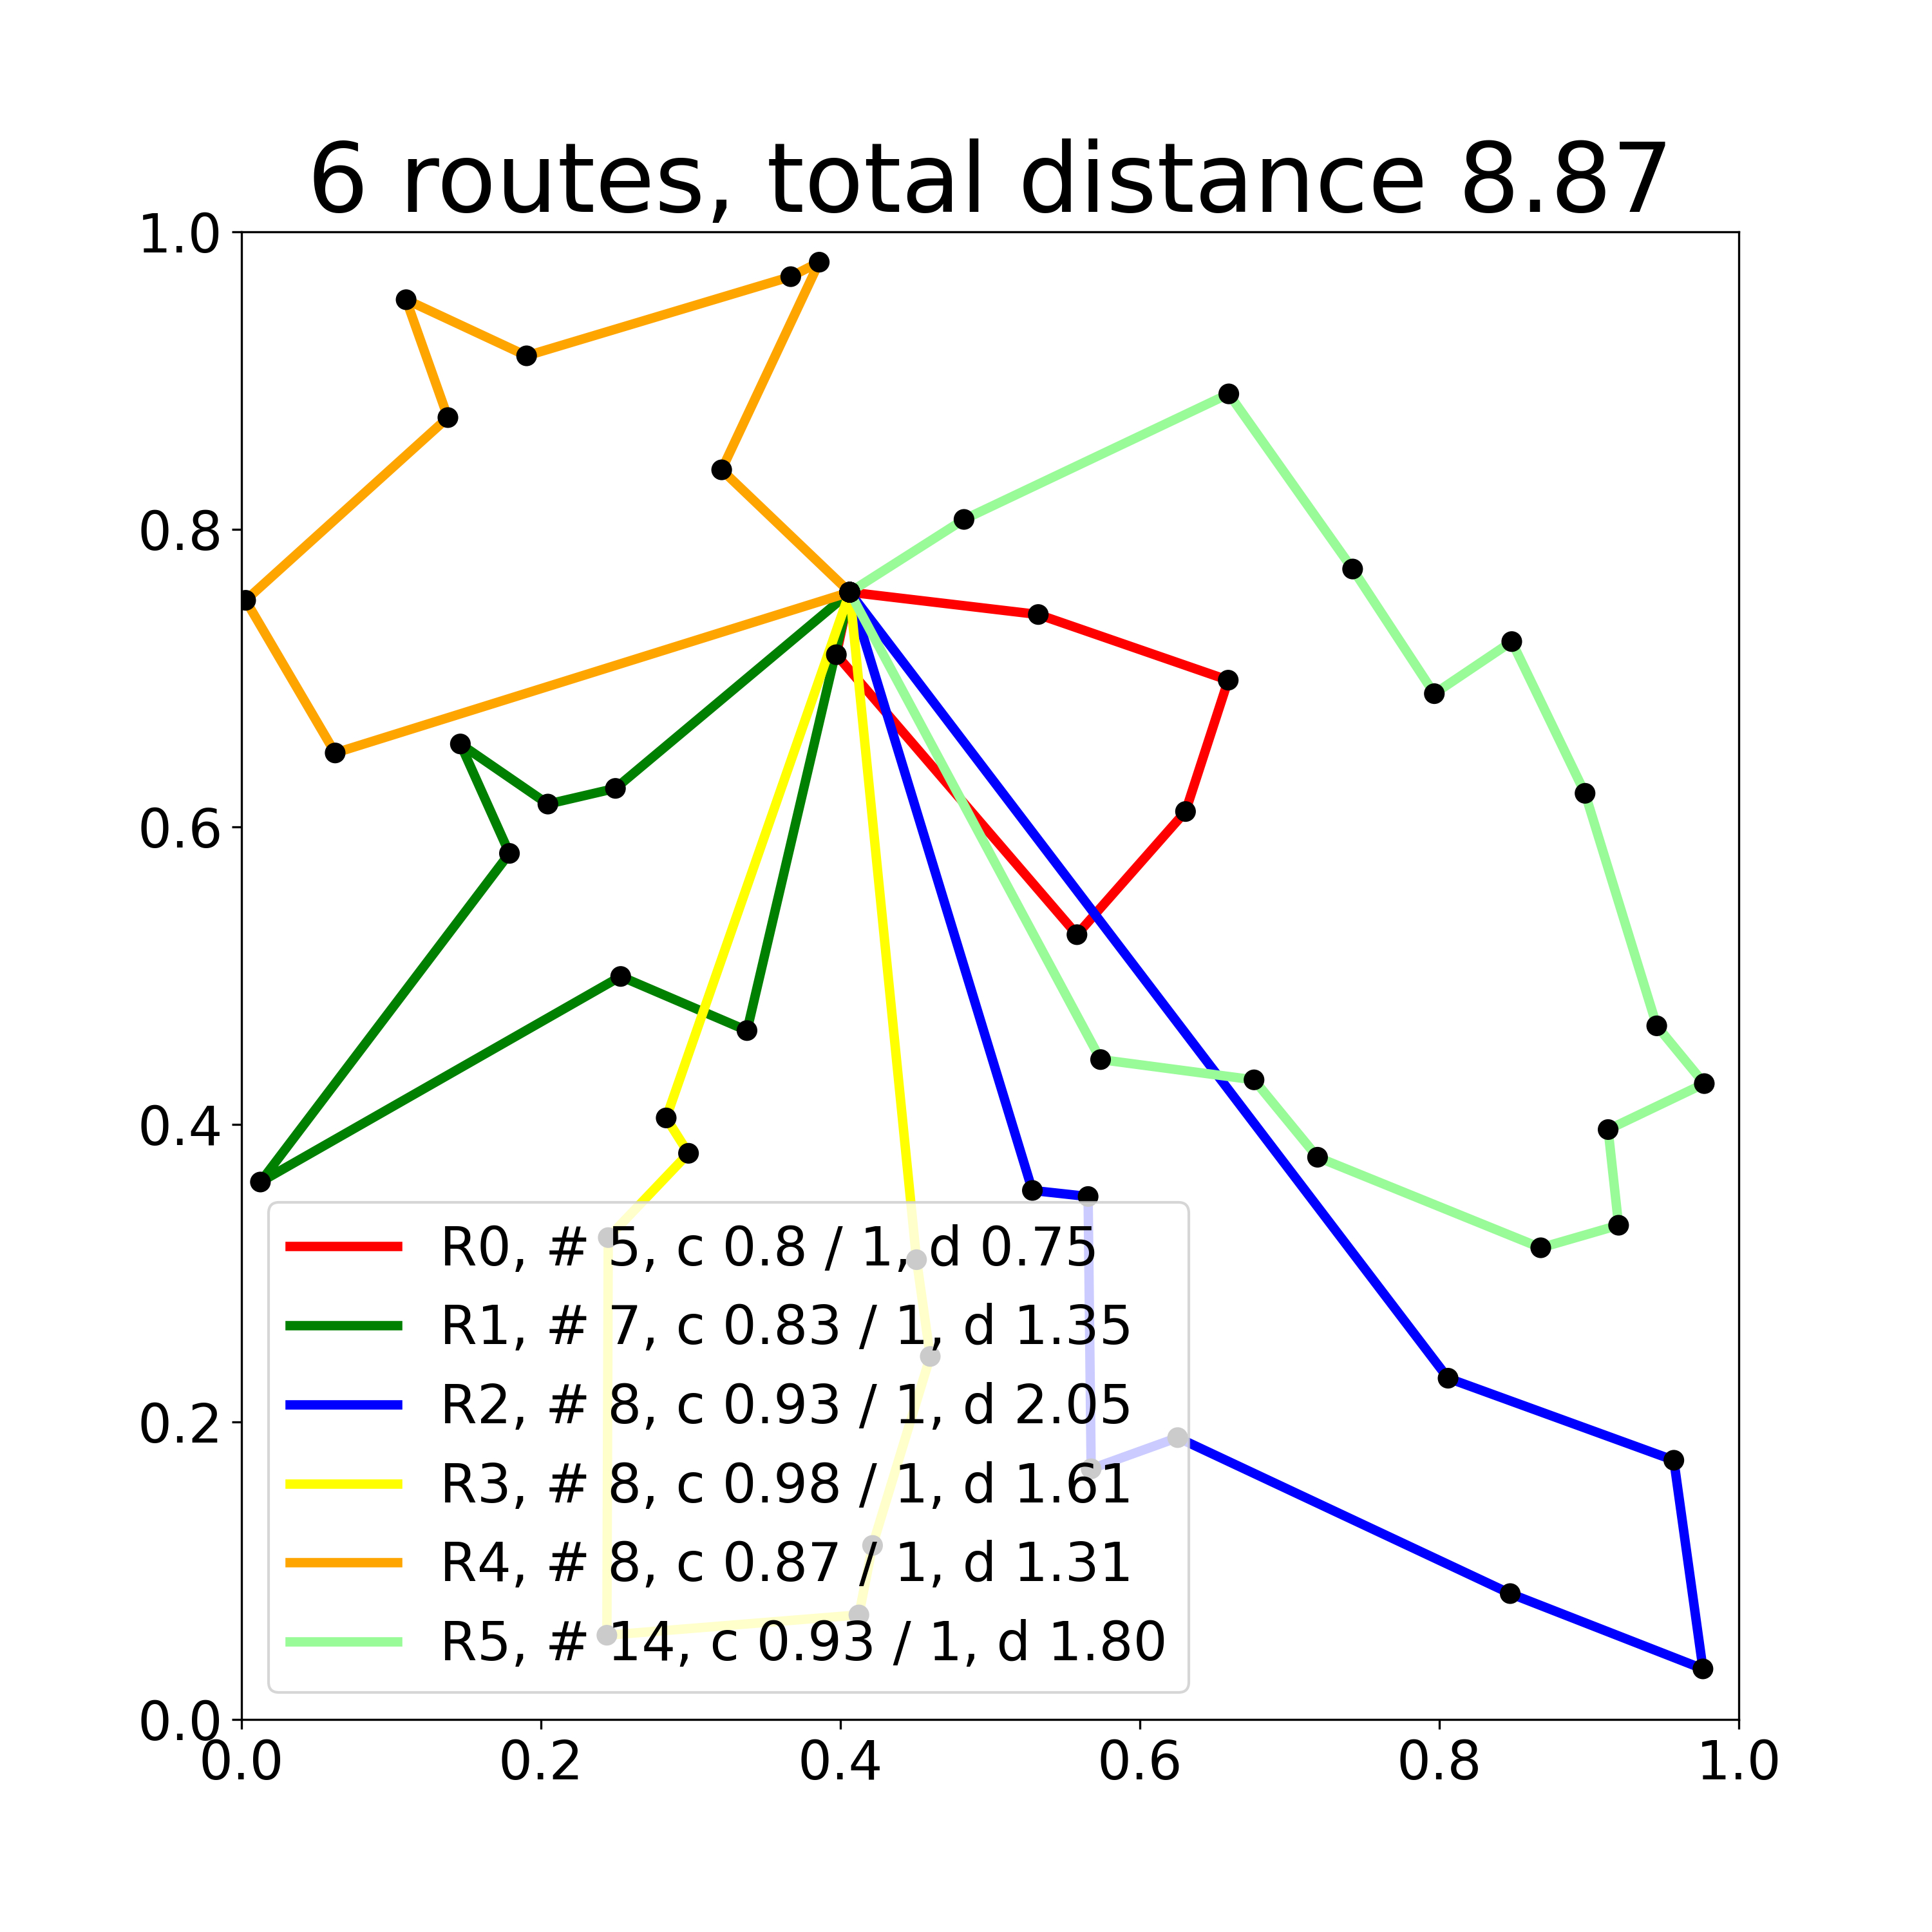 6 routes, total distance 8.87
1.0
0.8
0.6
0.4
0.2
0.0
R0, # 5, c 0.8 / 1, d 0.75
R1, # 7, c 0.83 / 1, d 1.35
R2, # 8, c 0.93 / 1, d 2.05
R3, # 8, c 0.98 / 1, d 1.61
R4, # 8, c 0.87 / 1, d 1.31
R5, # 14, c 0.93 / 1, d 1.80
0.0 0.2 0.4 0.6 0.8 1.0